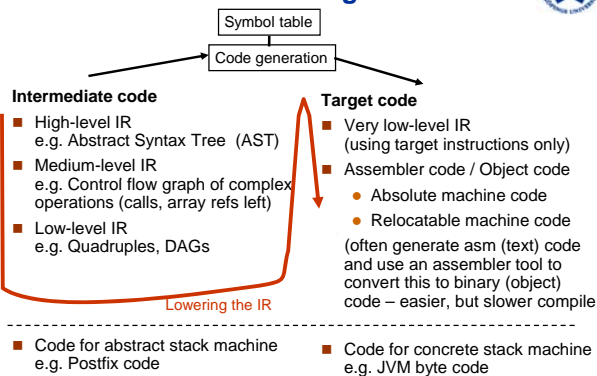 Symbol table
Code generation
Intermediate code
■ High-level IR
e.g. Abstract Syntax Tree (AST)
■ Medium-level IR
e.g. Control flow graph of complex
operations (calls, array refs left)
■ Low-level IR
e.g. Quadruples, DAGs
Lowering the IR
Target code
■ Very low-level IR
(using target instructions only)
■ Assembler code / Object code
● Absolute machine code
● Relocatable machine code
(often generate asm (text) code
and use an assembler tool to
convert this to binary (object)
code – easier, but slower compile
■ Code for abstract stack machine
e.g. Postfix code
■ Code for concrete stack machine
e.g. JVM byte code